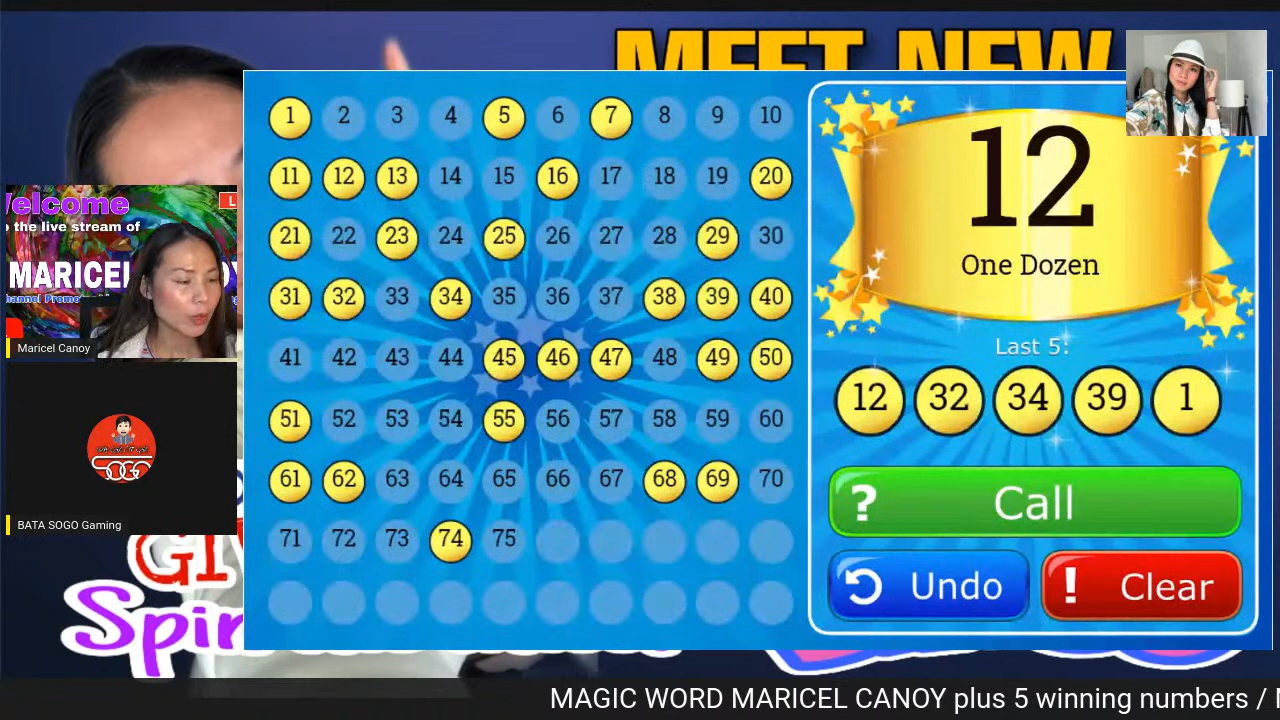 MEET NEW
Welcome
the live stream of
MARICEL
Maricel Canoy
SOGO
BATA SOGO Gaming
1 2 3 4 5 6 7 8 9 10
11 12 13 14 15 16 17 18 19 20
21 22 23 24 25 26 27 28 29 30
31 32 33 34 35 36 37 38 39 40
41 42 43 44 45 46 47 48 49 50
51 52 53 54 55 56 57 58 59 60
61 62 63 64 65 66 67 68 69 70
71 72 73 74 75
12
One Dozen
Last 5:
12 32 34 39 1
? Call
Undo
! Clear
MAGIC WORD MARICEL CANOY plus 5 winning numbers /